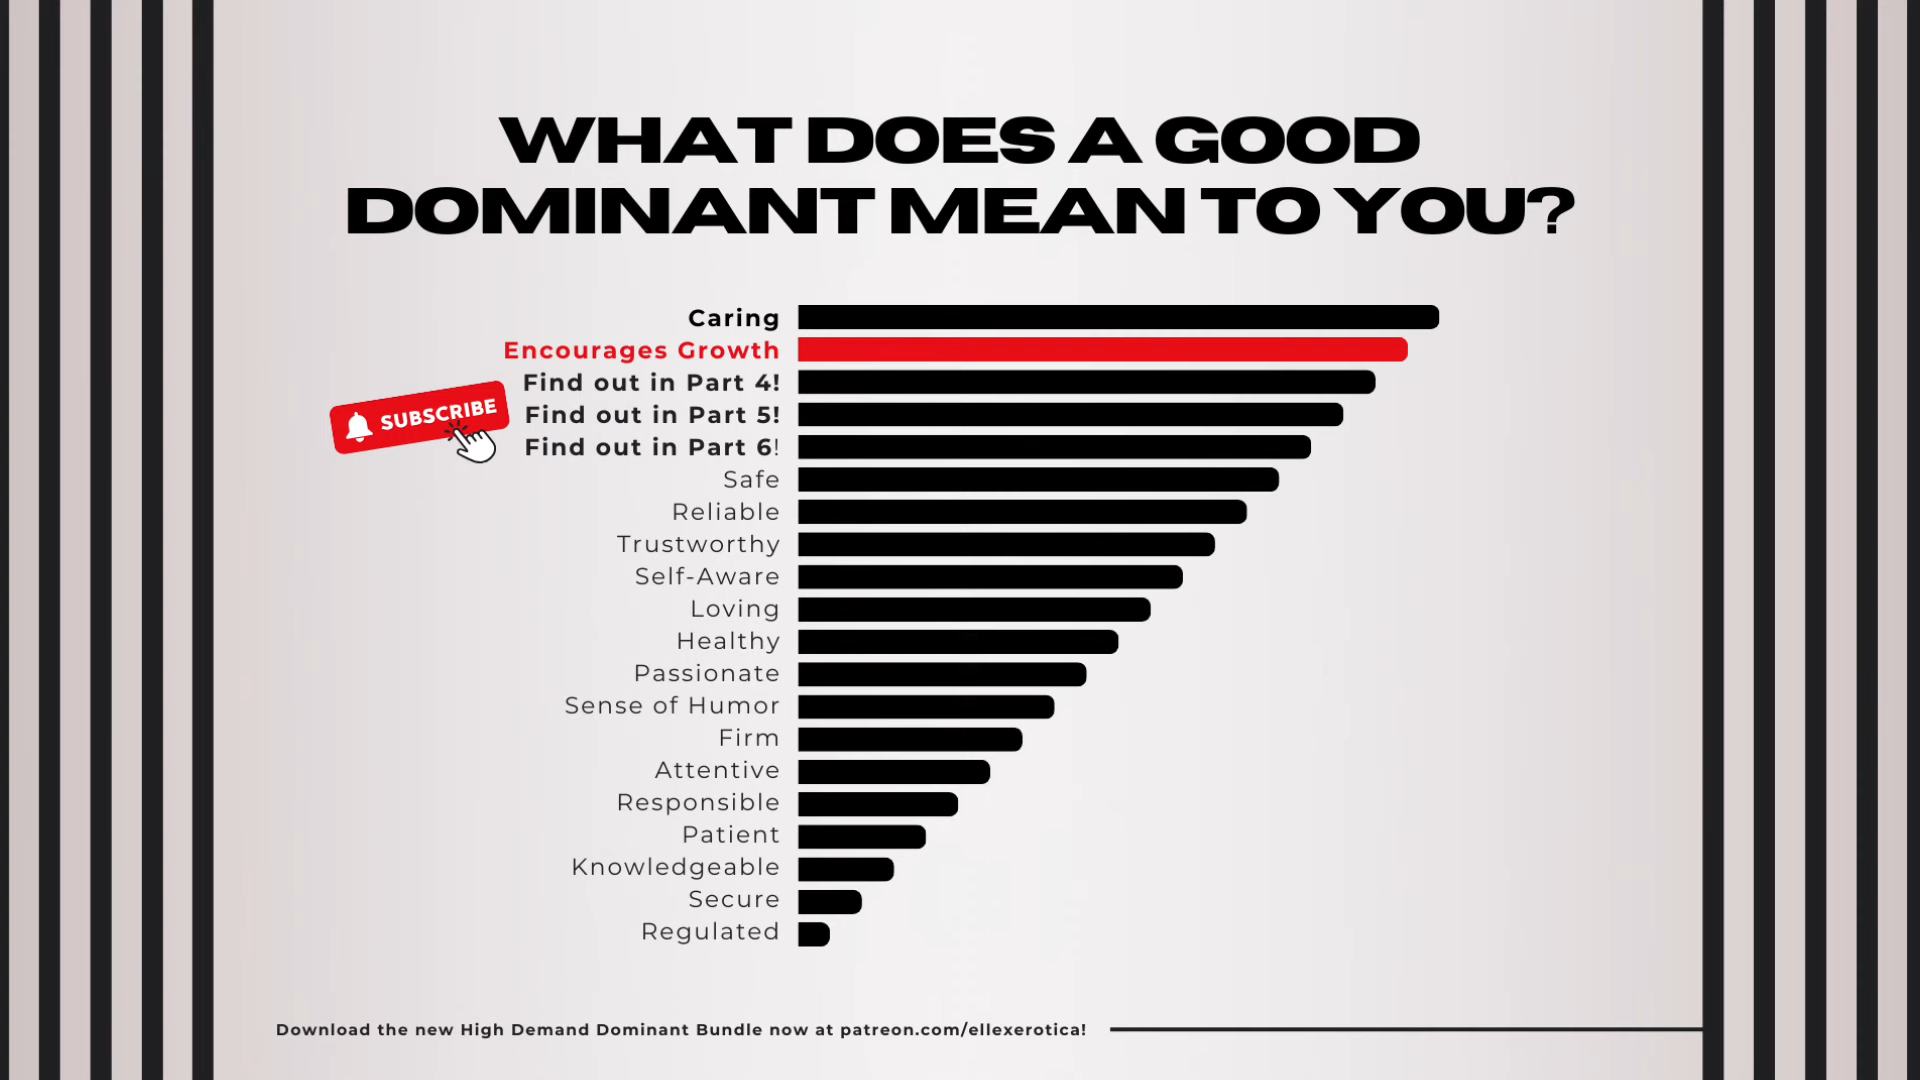 WHAT DOES A GOOD
DOMINANT MEAN TO YOU?
Caring
Encourages Growth
Find out in Part 4!
SUBSCRIBE
Find out in Part 5!
Find out in Part 6!
Safe
Reliable
Trustworthy
Self-Aware
Loving
Healthy
Passionate
Sense of Humor
Firm
Attentive
Responsible
Patient
Knowledgeable
Secure
Regulated
Download the new High Demand Dominant Bundle now at patreon.com/ellexerotica!